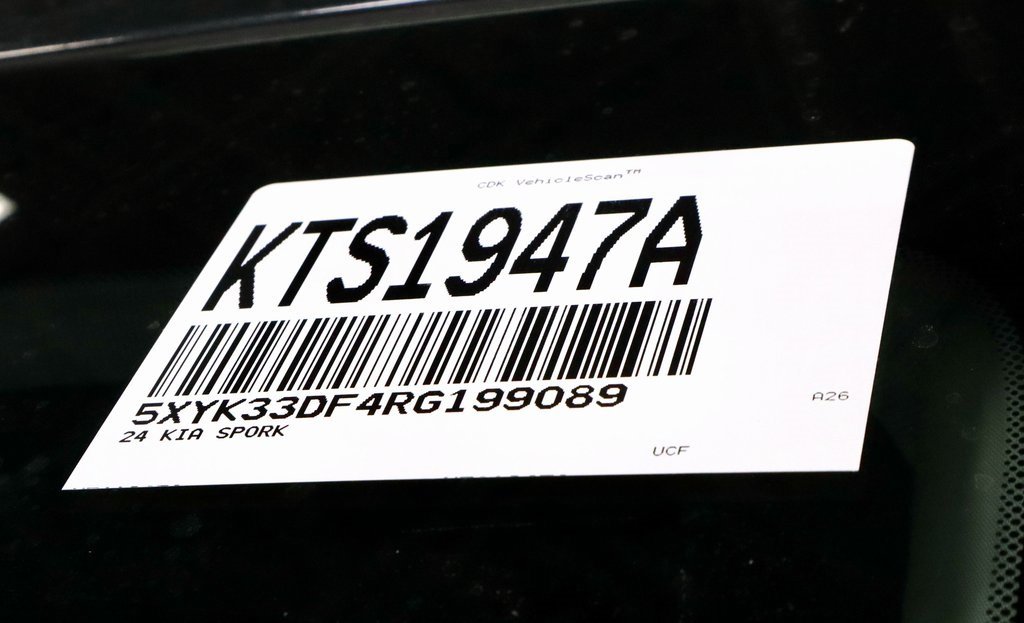 CDK VehicleScan™
KTS1947A
5XYK33DF4RG199089
24 KIA SPORK
A26
UCF